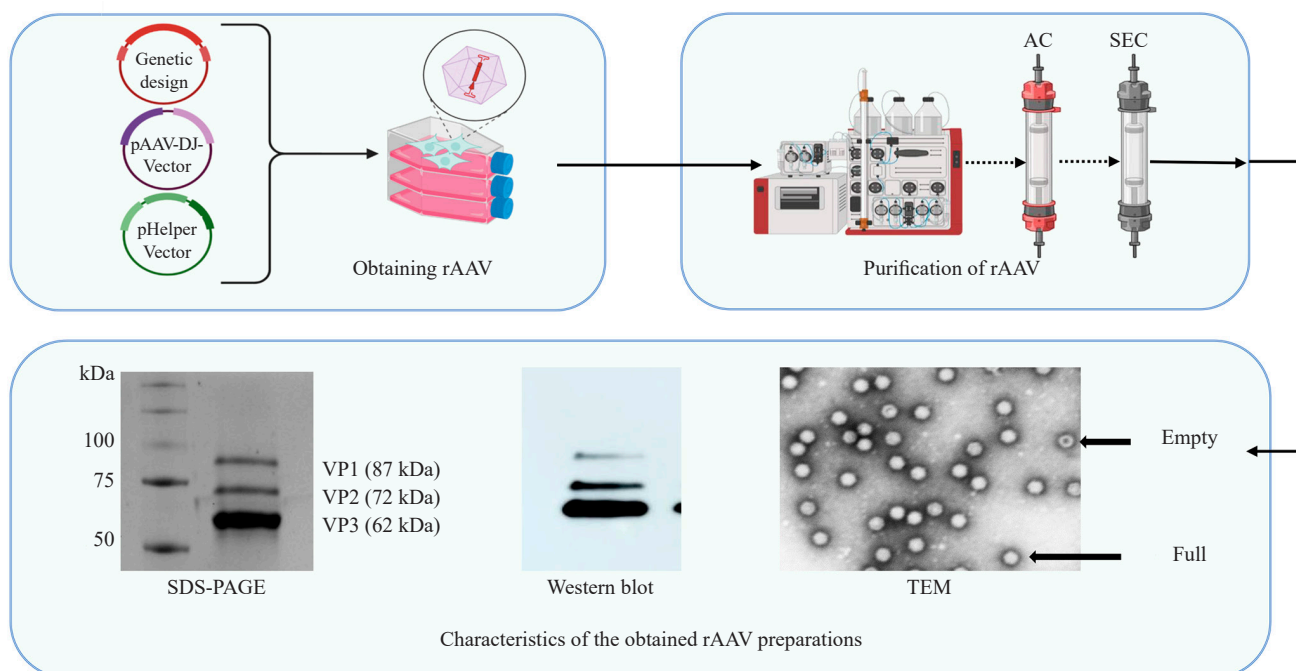 Genetic
design
pAAV-DJ-
Vector
pHelper
Vector
Obtaining rAAV
AC
SEC
Purification of rAAV
kDa
100
75
50
VP1 (87 kDa)
VP2 (72 kDa)
VP3 (62 kDa)
SDS-PAGE
Western blot
Empty
Full
TEM
Characteristics of the obtained rAAV preparations